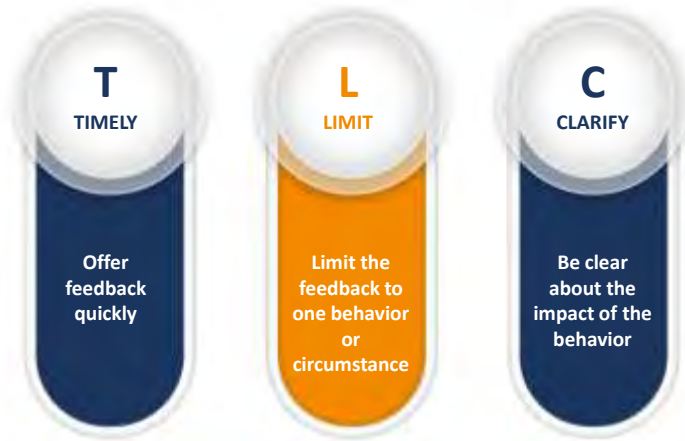 T
TIMELY
Offer
feedback
quickly
L
LIMIT
Limit the
feedback to
one behavior
or
circumstance
C
CLARIFY
Be clear
about the
impact of the
behavior